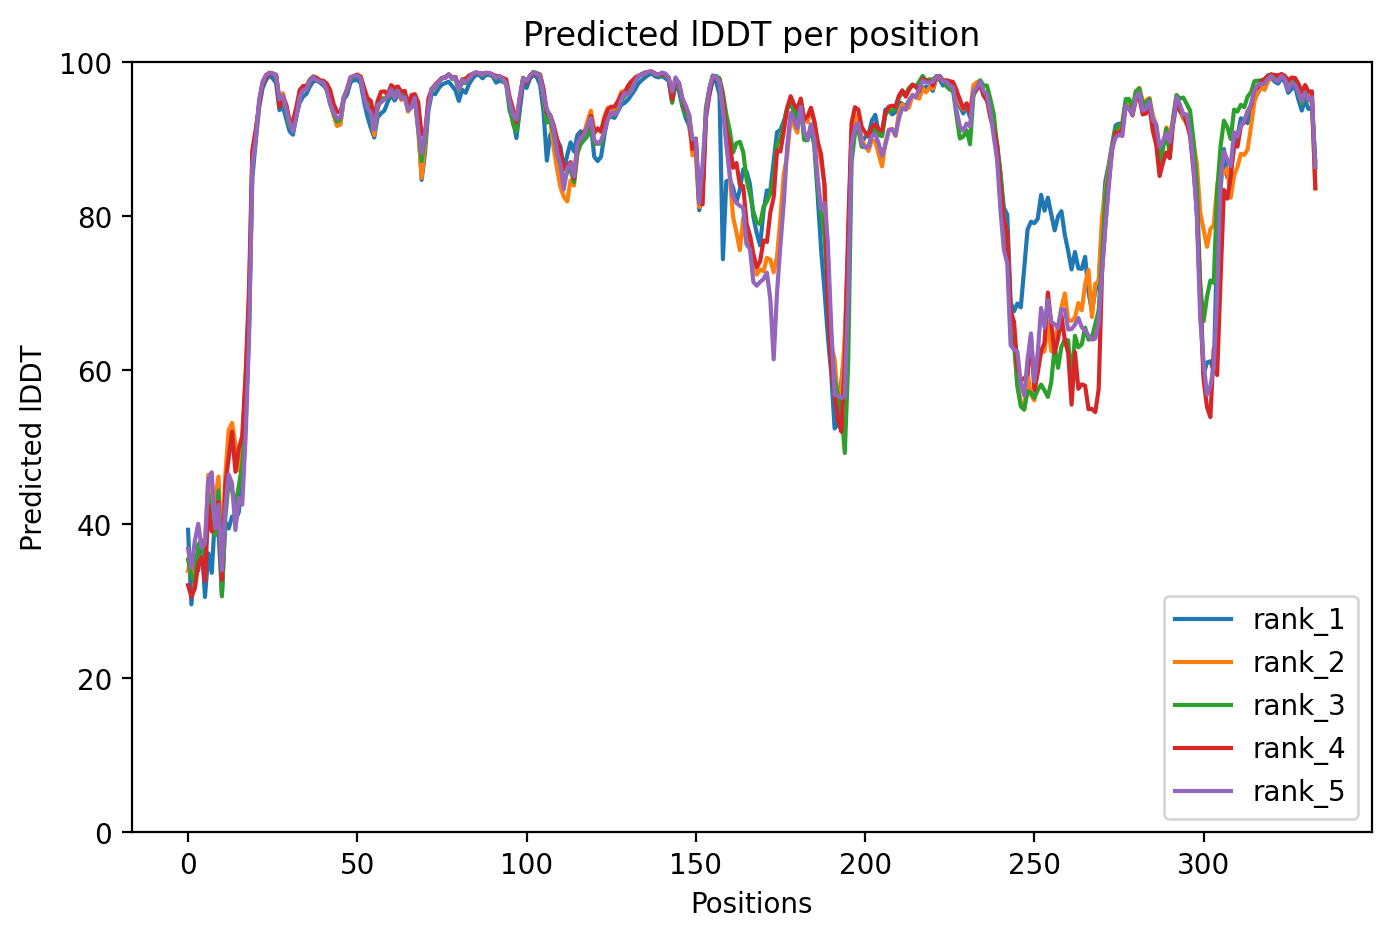 Predicted lDDT per position
Predicted lDDT
100
80
60
40
20
0
0 50 100 150 200 250 300
Positions
rank_1
rank_2
rank_3
rank_4
rank_5